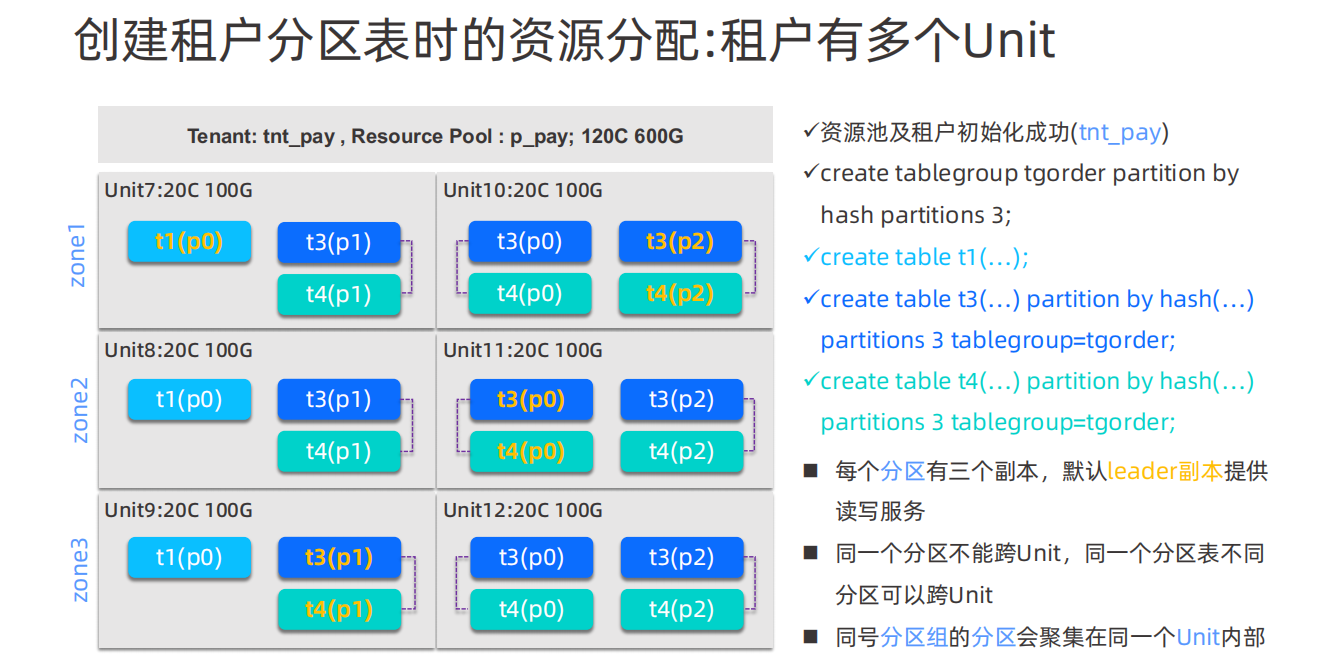 创建租户分区表时的资源分配:租户有多个Unit
Tenant: tnt_pay , Resource Pool : p_pay; 120C 600G
zone1
Unit7:20C 100G
t1(p0)
t3(p1)
t4(p1)
Unit10:20C 100G
t3(p0)
t3(p2)
t4(p0)
t4(p2)
zone2
Unit8:20C 100G
t1(p0)
t3(p1)
t4(p1)
Unit11:20C 100G
t3(p0)
t3(p2)
t4(p0)
t4(p2)
zone3
Unit9:20C 100G
t1(p0)
t3(p1)
t4(p1)
Unit12:20C 100G
t3(p0)
t3(p2)
t4(p0)
t4(p2)
✓资源池及租户初始化成功(tnt_pay)
✓create tablegroup tgorder partition by
hash partitions 3;
✓create table t1(...);
✓create table t3(...) partition by hash(...)
partitions 3 tablegroup=tgorder;
✓create table t4(...) partition by hash(...)
partitions 3 tablegroup=tgorder;
■ 每个分区有三个副本，默认leader副本提供
读写服务
■ 同一个分区不能跨Unit，同一个分区表不同
分区可以跨Unit
■ 同号分区组的分区会聚集在同一个Unit内部